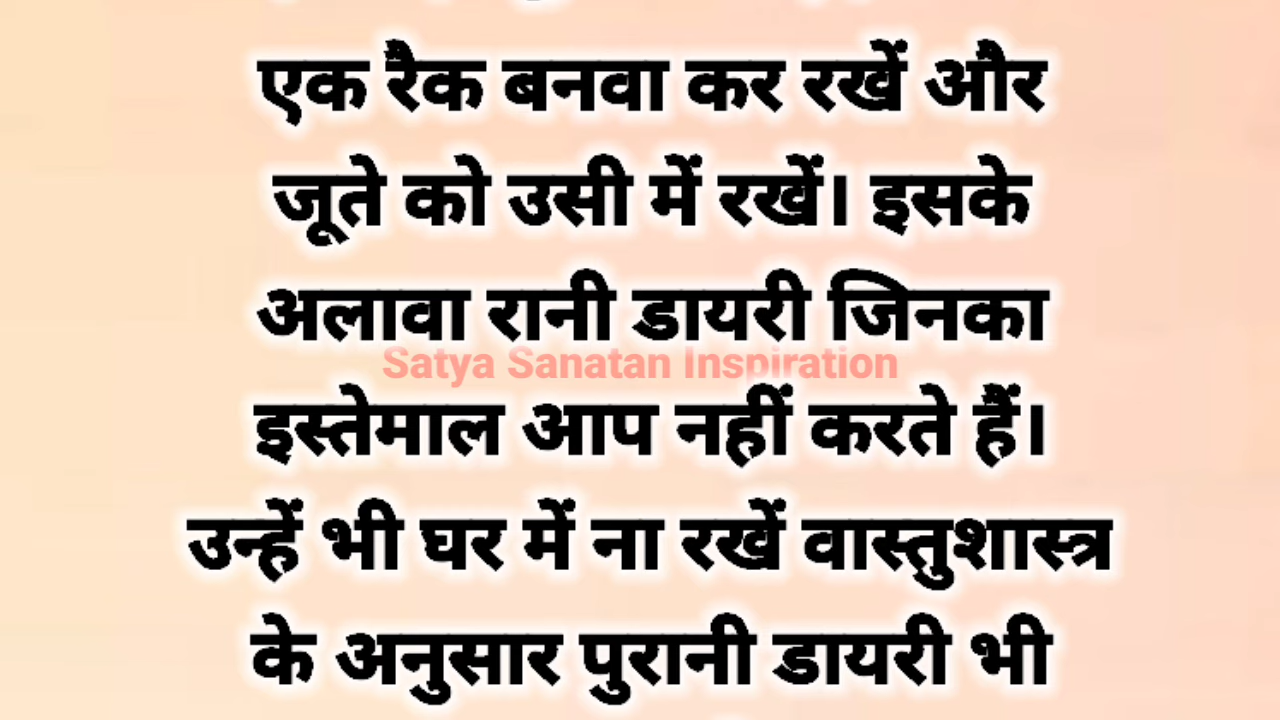 एक रैक बनवा कर रखें और
जूते को उसी में रखें। इसके
अलावा रानी डायरी जिनका
Satya Sanatan Inspiration
इस्तेमाल आप नहीं करते हैं।
उन्हें भी घर में ना रखें वास्तुशास्त्र
के अनुसार पुरानी डायरी भी